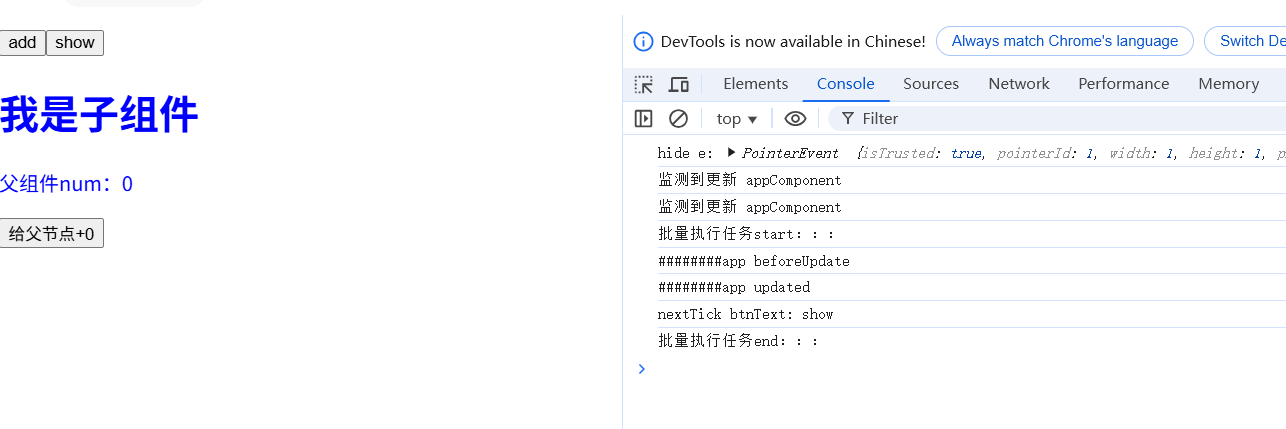 add show
我是子组件
父组件num：0
给父节点+0
DevTools is now available in Chinese! Always match Chrome's language Switch De
Elements Console Sources Network Performance Memory
top Filter
hide e: PointerEvent {isTrusted: true, pointerId: 1, width: 1, height: 1, p
监测到更新 appComponent
监测到更新 appComponent
批量执行任务start：：：
########app beforeUpdate
########app updated
nextTick btnText: show
批量执行任务end：：：